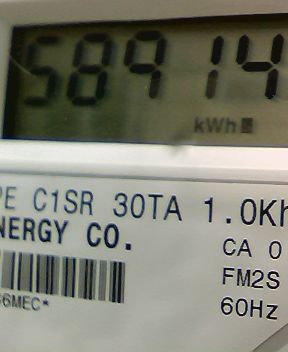 58914
kWh
PE C1SR 30TA 1.0Kh
NERGY CO.
CA 0
FM2S
6MEC*
60Hz